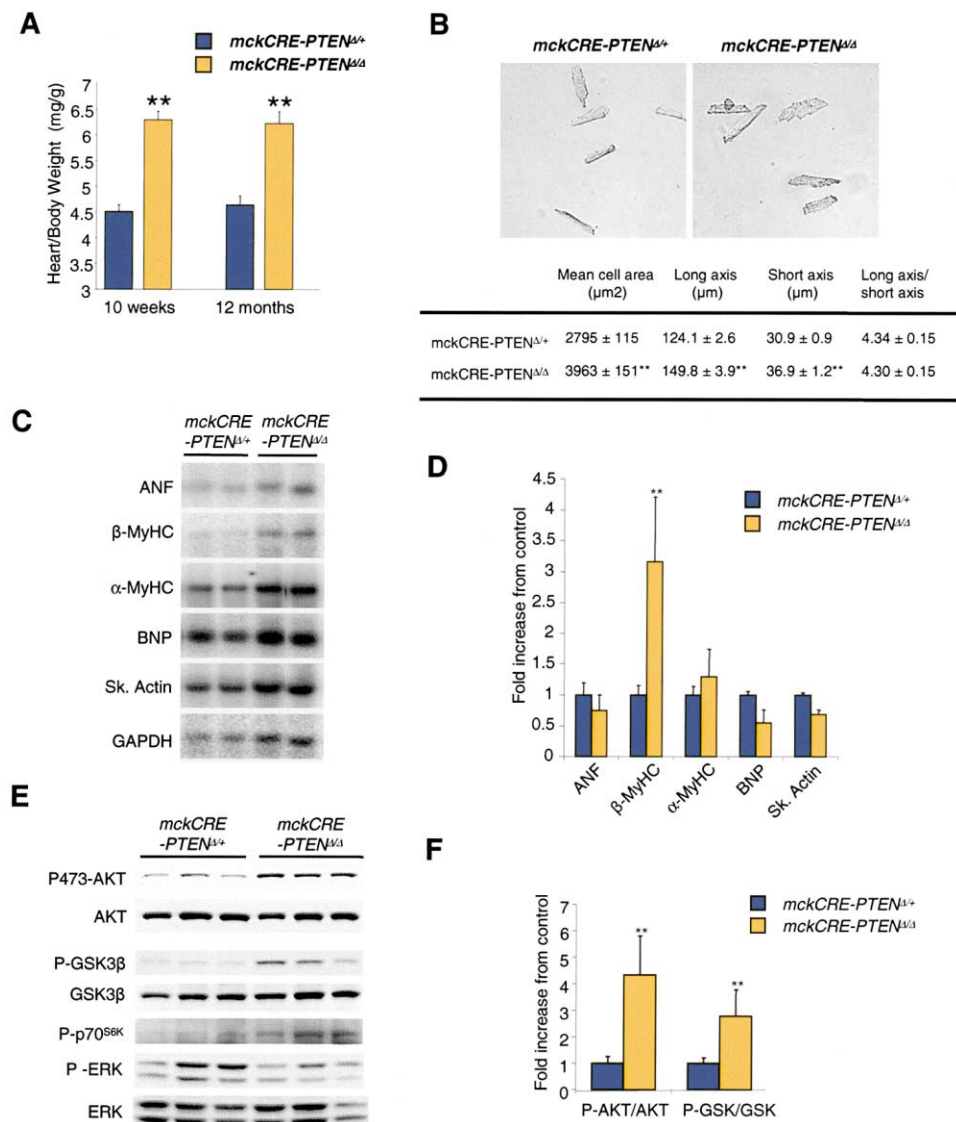 A
mckCRE-PTENΔ/+
mckCRE-PTENΔ/Δ
Heart/Body Weight (mg/g)
7
6.5
6
5.5
5
4.5
4
3.5
3
**
**
10 weeks
12 months
B
mckCRE-PTENΔ/+
mckCRE-PTENΔ/Δ
Mean cell area (µm2)
Long axis (µm)
Short axis (µm)
Long axis/ short axis
mckCRE-PTENΔ/+ 2795 ± 115 124.1 ± 2.6 30.9 ± 0.9 4.34 ± 0.15
mckCRE-PTENΔ/Δ 3963 ± 151** 149.8 ± 3.9** 36.9 ± 1.2** 4.30 ± 0.15
C
mckCRE
-PTENΔ/+
mckCRE
-PTENΔ/Δ
ANF
β-MyHC
α-MyHC
BNP
Sk. Actin
GAPDH
D
mckCRE-PTENΔ/+
mckCRE-PTENΔ/Δ
Fold increase from control
4.5
4
3.5
3
2.5
2
1.5
1
0.5
0
**
ANF
β-MyHC
α-MyHC
BNP
Sk. Actin
E
mckCRE
-PTENΔ/+
mckCRE
-PTENΔ/Δ
P473-AKT
AKT
P-GSK3β
GSK3β
P-p70S6K
P -ERK
ERK
F
mckCRE-PTENΔ/+
mckCRE-PTENΔ/Δ
Fold increase from control
7
6
5
4
3
2
1
0
**
**
P-AKT/AKT
P-GSK/GSK